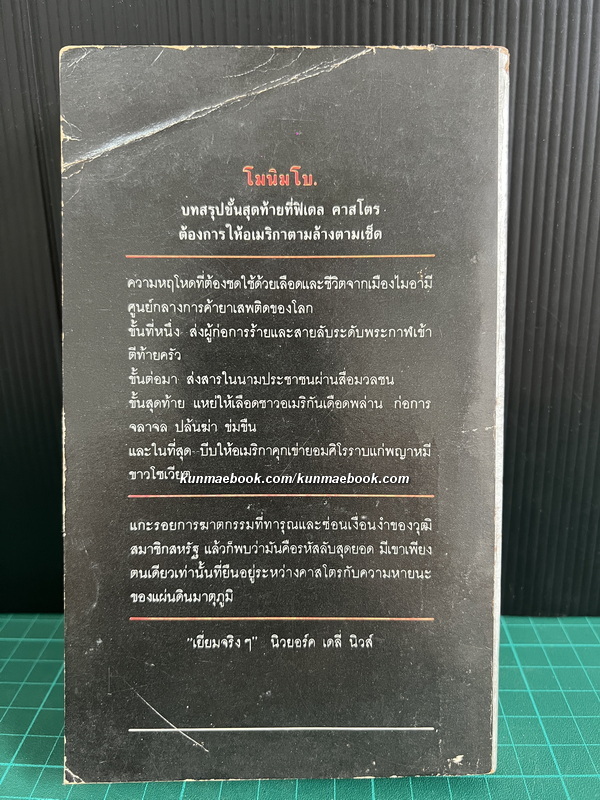 โมนิมโบ.
บทสรุปขั้นสุดท้ายที่ฟิเดล คาสโตร
ต้องการให้อเมริกาตามล้างตามเช็ด
ความหฤโหดที่ต้องชดใช้ด้วยเลือดและชีวิตจากเมืองไมอามี่
ศูนย์กลางการค้ายาเสพติดของโลก
ขั้นที่หนึ่ง ส่งผู้ก่อการร้ายและสายลับระดับพระกาฬเข้า
ตีท้ายครัว
ขั้นต่อมา ส่งสารในนามประชาชนผ่านสื่อมวลชน
ขั้นสุดท้าย แหย่ให้เลือดชาวอเมริกันเดือดพล่าน ก่อการ
จลาจล ปล้นฆ่า ข่มขืน
และในที่สุด บีบให้อเมริกาคุกเข่ายอมศิโรราบแก่พญาหมี
ขาวโซเวียต
kunmaebook.com/kunmaebook.com
แกะรอยการฆาตกรรมที่ทารุณและซ่อนเงื่อนงำของวุฒิ
สมาชิกสหรัฐ แล้วก็พบว่ามันคือรหัสลับสุดยอด มีเขาเพียง
คนเดียวเท่านั้นที่ยืนอยู่ระหว่างคาสโตรกับความหายนะ
ของแผ่นดินมาตุภูมิ
"เยี่ยมจริง ๆ" นิวยอร์ค เดลี่ นิวส์